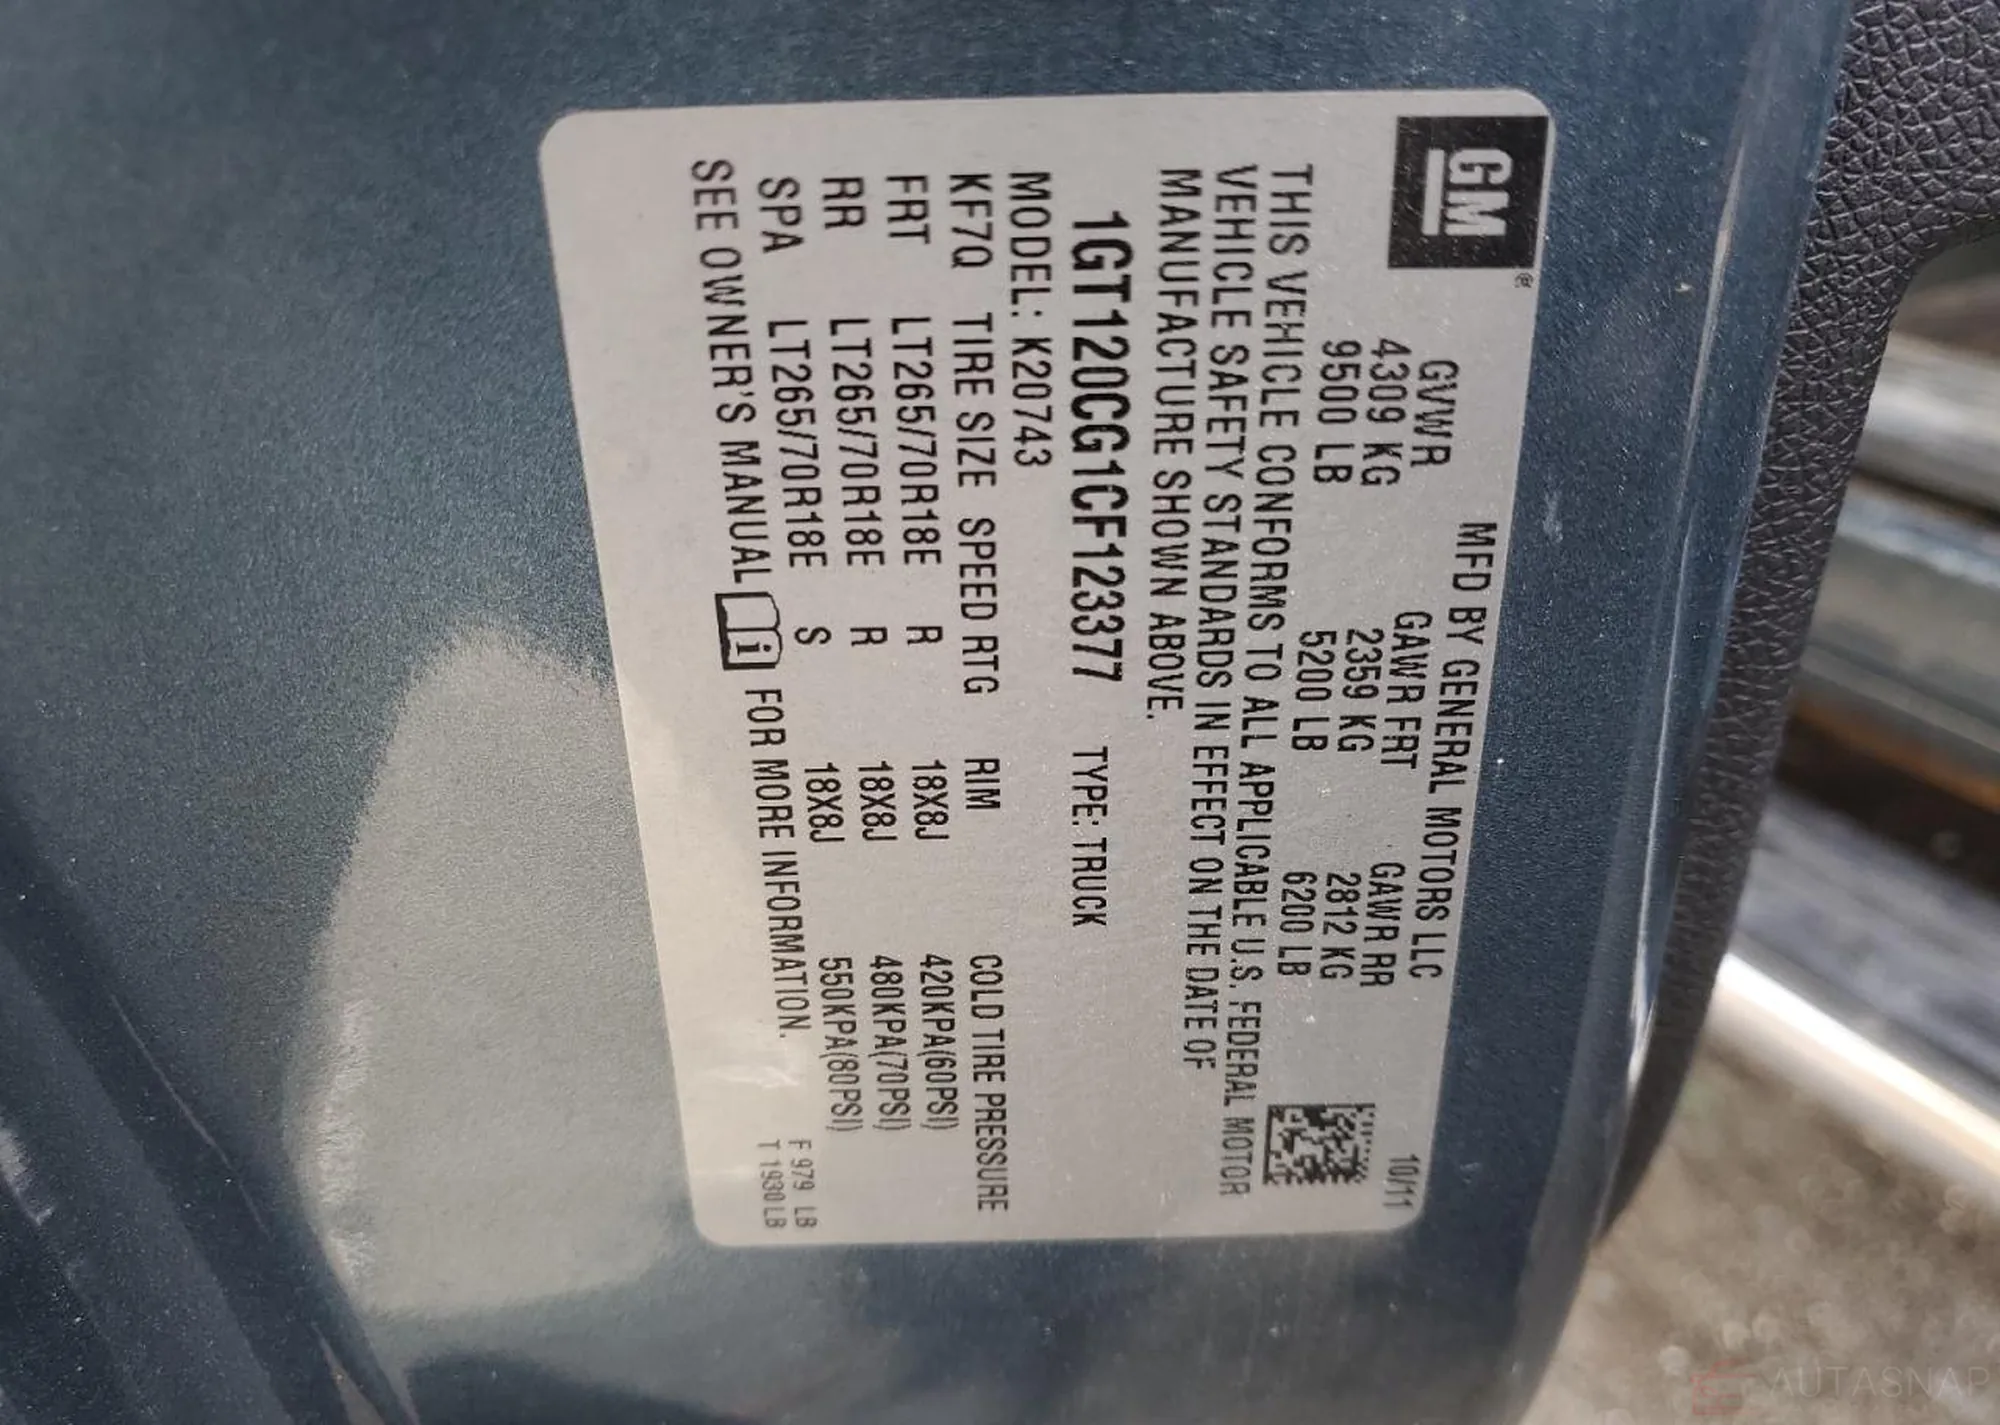 GM®
MFD BY GENERAL MOTORS LLC 10/11
GVWR GAWR FRT GAWR RR
4309 KG 2359 KG 2812 KG
9500 LB 5200 LB 6200 LB
THIS VEHICLE CONFORMS TO ALL APPLICABLE U.S. FEDERAL MOTOR
VEHICLE SAFETY STANDARDS IN EFFECT ON THE DATE OF
MANUFACTURE SHOWN ABOVE.
1GT120CG1CF123377 TYPE: TRUCK
MODEL: K20743
KF7Q TIRE SIZE SPEED RTG RIM COLD TIRE PRESSURE
FRT LT265/70R18E R 18X8J 420KPA(60PSI)
RR LT265/70R18E R 18X8J 480KPA(70PSI)
SPA LT265/70R18E S 18X8J 550KPA(80PSI)
SEE OWNER'S MANUAL i FOR MORE INFORMATION.
F 979 LB
T 1930 LB
AUTASNAP